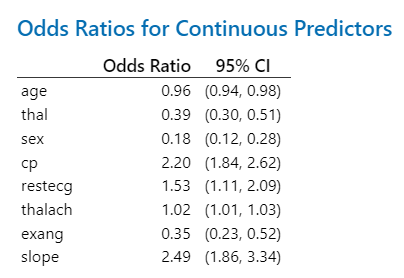 Odds Ratios for Continuous Predictors
Odds Ratio 95% CI
age 0.96 (0.94, 0.98)
thal 0.39 (0.30, 0.51)
sex 0.18 (0.12, 0.28)
cp 2.20 (1.84, 2.62)
restecg 1.53 (1.11, 2.09)
thalach 1.02 (1.01, 1.03)
exang 0.35 (0.23, 0.52)
slope 2.49 (1.86, 3.34)